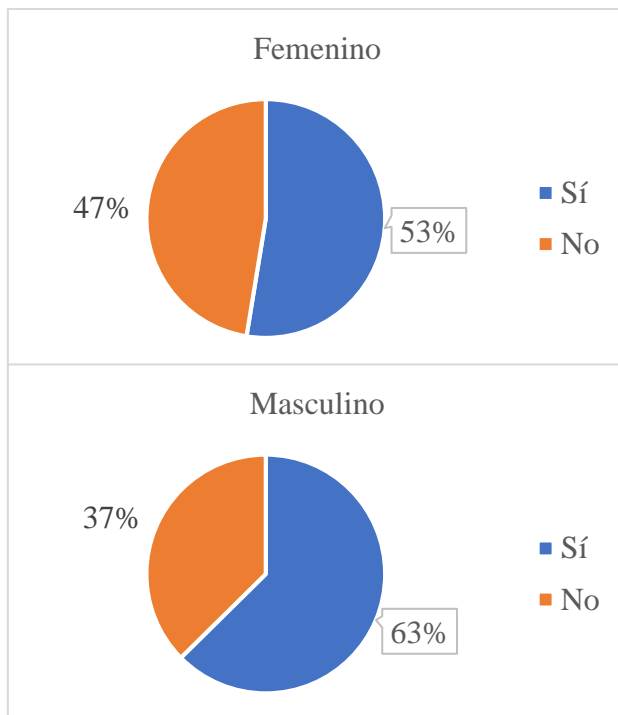 Femenino
47%
53%
Sí
No
Masculino
37%
63%
Sí
No